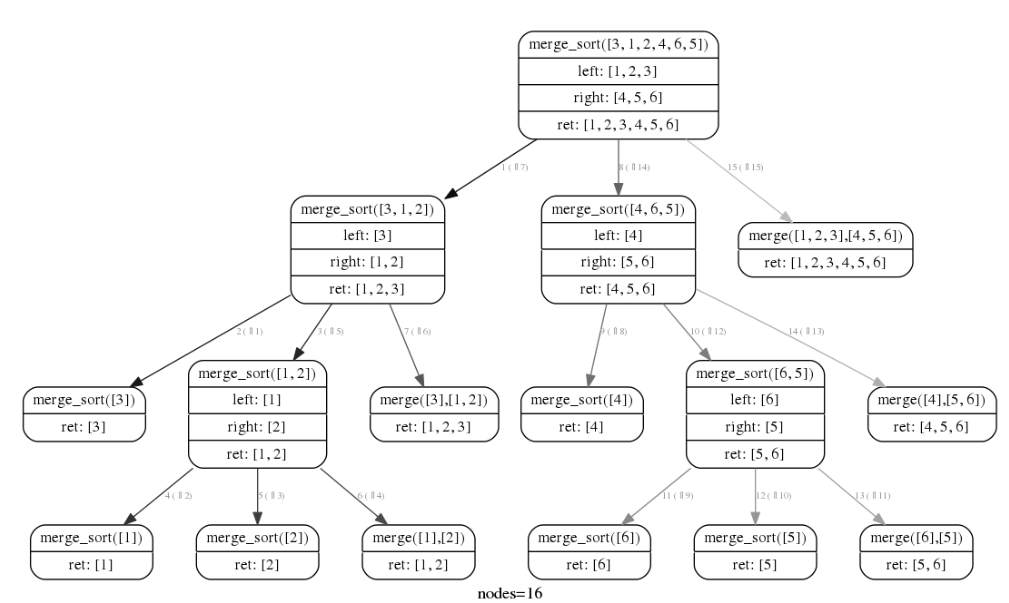 merge_sort([3, 1, 2, 4, 6, 5])
left: [1, 2, 3]
right: [4, 5, 6]
ret: [1, 2, 3, 4, 5, 6]
1 (▯7)
8 (▯14)
15 (▯15)
merge_sort([3, 1, 2])
left: [3]
right: [1, 2]
ret: [1, 2, 3]
merge_sort([4, 6, 5])
left: [4]
right: [5, 6]
ret: [4, 5, 6]
merge([1, 2, 3],[4, 5, 6])
ret: [1, 2, 3, 4, 5, 6]
2 (▯1)
3 (▯5)
7 (▯6)
9 (▯8)
10 (▯12)
14 (▯13)
merge_sort([3])
ret: [3]
merge_sort([1, 2])
left: [1]
right: [2]
ret: [1, 2]
merge([3],[1, 2])
ret: [1, 2, 3]
merge_sort([4])
ret: [4]
merge_sort([6, 5])
left: [6]
right: [5]
ret: [5, 6]
merge([4],[5, 6])
ret: [4, 5, 6]
4 (▯2)
5 (▯3)
6 (▯4)
11 (▯9)
12 (▯10)
13 (▯11)
merge_sort([1])
ret: [1]
merge_sort([2])
ret: [2]
merge([1],[2])
ret: [1, 2]
merge_sort([6])
ret: [6]
merge_sort([5])
ret: [5]
merge([6],[5])
ret: [5, 6]
nodes=16